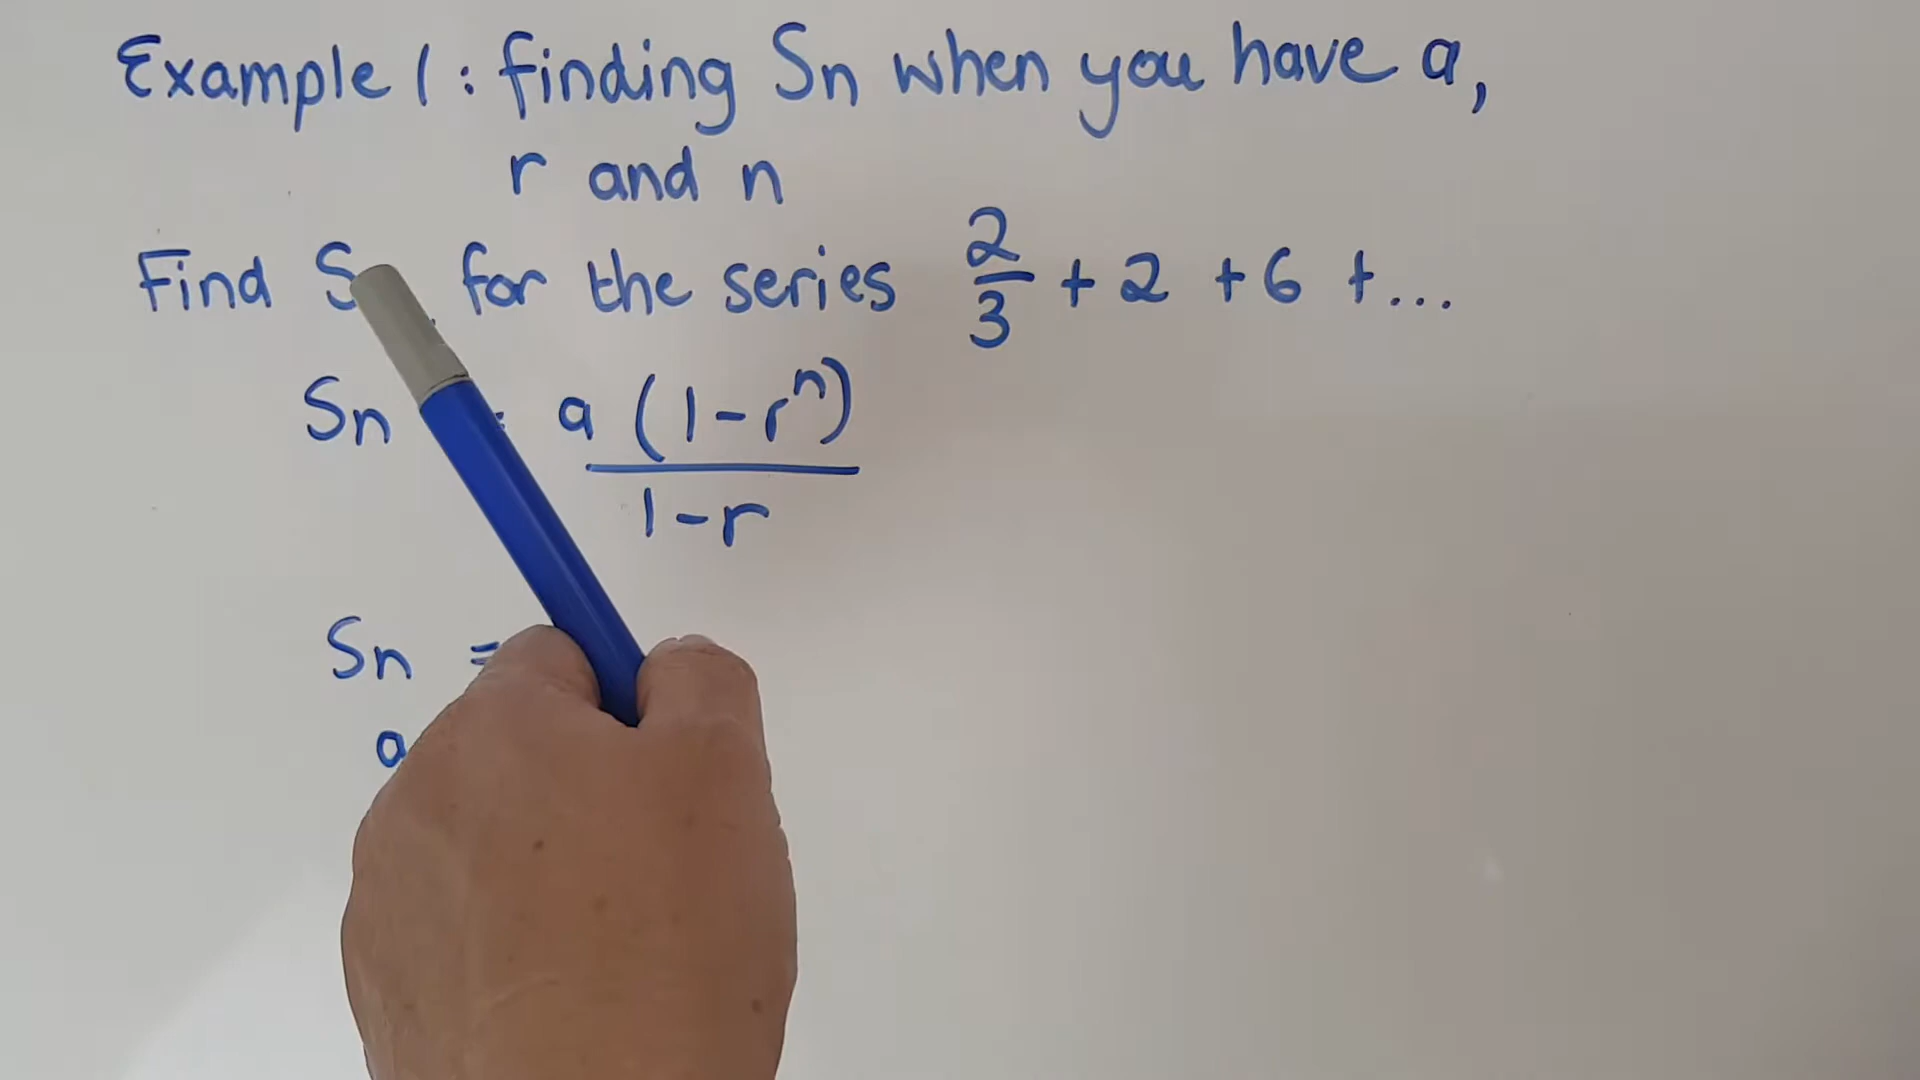 Example 1: finding Sn when you have a,
r and n
Find S for the series 2/3 + 2 + 6 + ...
Sn = a (1-rⁿ)
1-r
Sn =
a